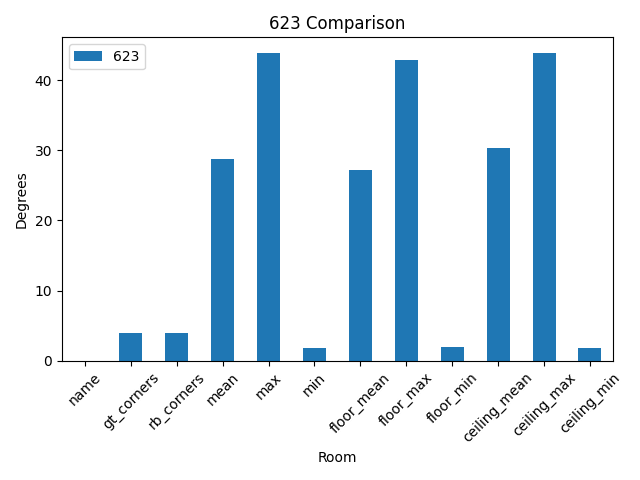 623 Comparison
623
Degrees
40
30
20
10
0
name
gt_corners
rb_corners
mean
max
min
floor_mean
floor_max
floor_min
ceiling_mean
ceiling_max
ceiling_min
Room